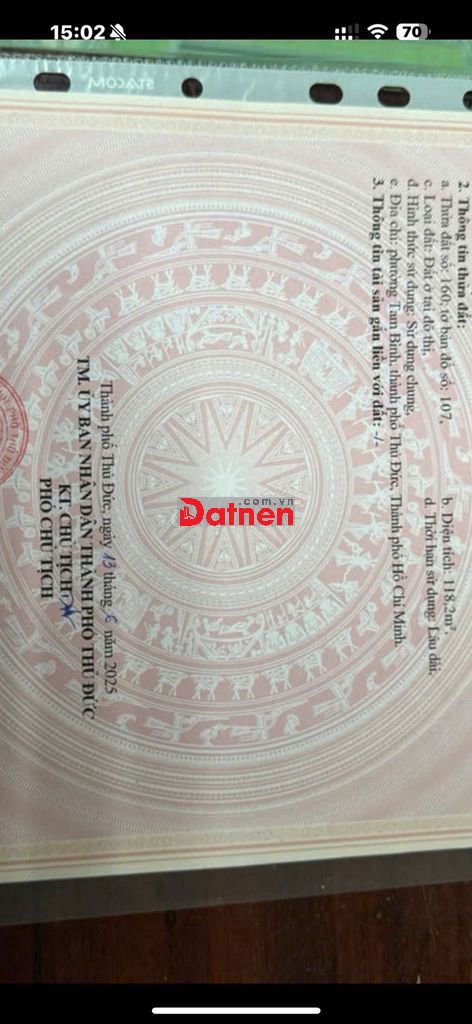 15:02
70
STACOM
2. Thông tin thửa đất:
a. Thửa đất số: 160, tờ bản đồ số: 107,
b. Diện tích: 118,2m²,
c. Loại đất: Đất ở tại đô thị,
d. Thời hạn sử dụng: Lâu dài,
đ. Hình thức sử dụng: Sử dụng chung,
e. Địa chỉ: phường Tam Bình, thành phố Thủ Đức, Thành phố Hồ Chí Minh.
3. Thông tin tài sản gắn liền với đất: -/-
.com.vn
Datnen
Thành phố Thủ Đức, ngày 13 tháng 6 năm 2025
TM. ỦY BAN NHÂN DÂN THÀNH PHỐ THỦ ĐỨC
KT. CHỦ TỊCH
PHÓ CHỦ TỊCH